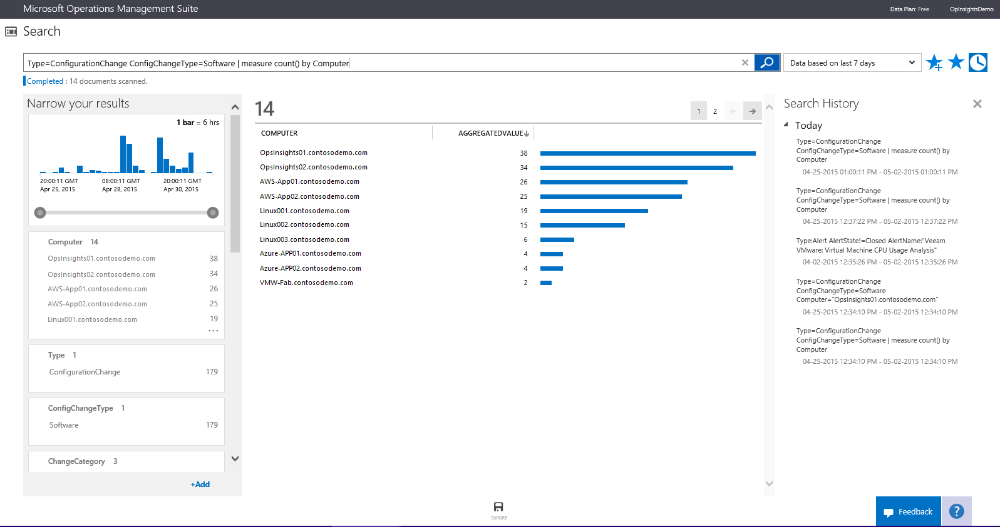 Microsoft Operations Management Suite
Data Plan: Free
OpInsightsDemo
Search
Type=ConfigurationChange ConfigChangeType=Software | measure count() by Computer
Data based on last 7 days
Completed : 14 documents scanned.
Narrow your results
1 bar = 6 hrs
20:00:11 GMT 08:00:11 GMT 20:00:11 GMT
Apr 25, 2015 Apr 28, 2015 Apr 30, 2015
Computer 14
OpsInsights01.contosodemo.com 38
OpsInsights02.contosodemo.com 34
AWS-App01.contosodemo.com 26
AWS-App02.contosodemo.com 25
Linux001.contosodemo.com 19
...
Type 1
ConfigurationChange 179
ConfigChangeType 1
Software 179
ChangeCategory 3
+Add
14
1 2
COMPUTER AGGREGATEDVALUE
OpsInsights01.contosodemo.com 38
OpsInsights02.contosodemo.com 34
AWS-App01.contosodemo.com 26
AWS-App02.contosodemo.com 25
Linux001.contosodemo.com 19
Linux002.contosodemo.com 15
Linux003.contosodemo.com 6
Azure-APP01.contosodemo.com 4
Azure-APP02.contosodemo.com 4
VMW-Fab.contosodemo.com 2
Search History
Today
Type=ConfigurationChange
ConfigChangeType=Software | measure count() by
Computer
04-25-2015 01:00:11 PM - 05-02-2015 01:00:11 PM
Type=ConfigurationChange
ConfigChangeType=Software | measure count() by
Computer
04-25-2015 12:37:22 PM - 05-02-2015 12:37:22 PM
Type:Alert AlertState!=Closed AlertName:"Veeam
VMware: Virtual Machine CPU Usage Analysis"
04-02-2015 12:35:26 PM - 05-02-2015 12:35:26 PM
Type=ConfigurationChange
ConfigChangeType=Software
Computer="OpsInsights01.contosodemo.com"
04-25-2015 12:34:10 PM - 05-02-2015 12:34:10 PM
Type=ConfigurationChange
ConfigChangeType=Software | measure count() by
Computer
04-25-2015 12:34:10 PM - 05-02-2015 12:34:10 PM
EXPORT
Feedback
?